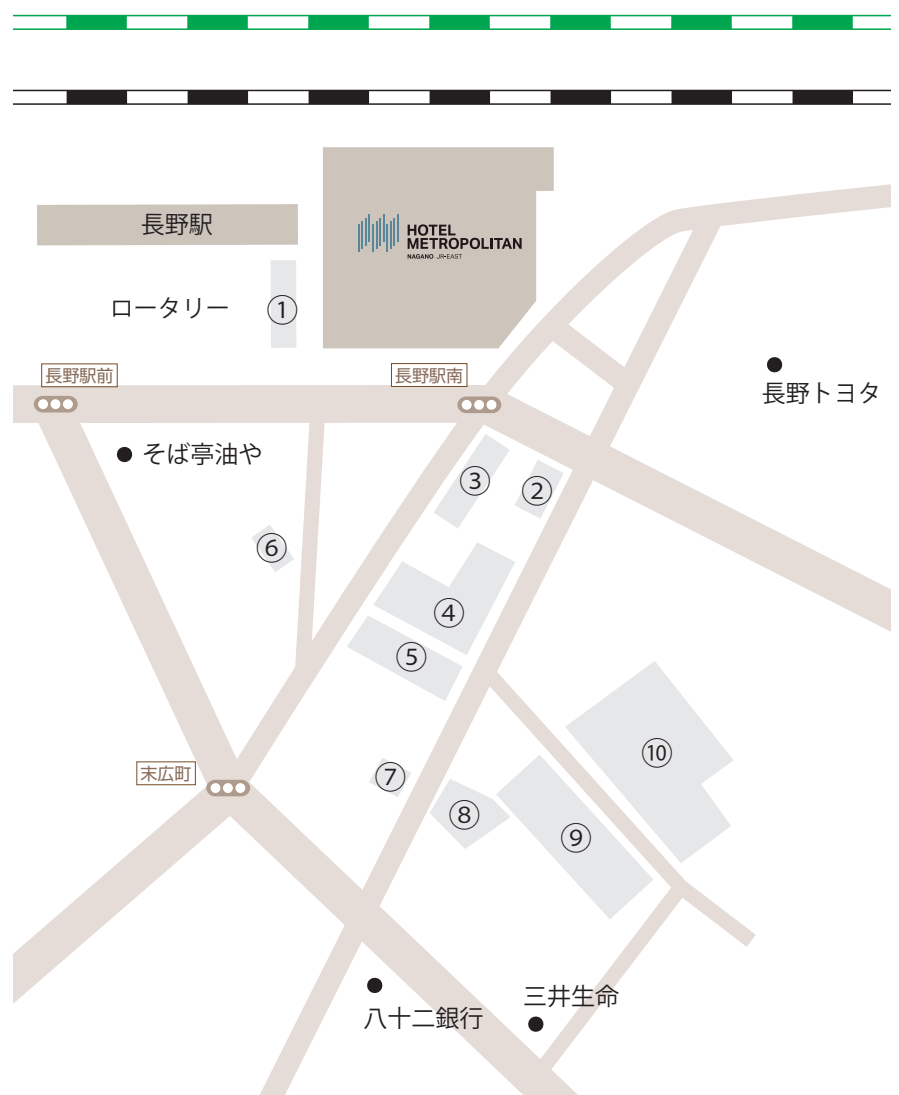 長野駅
HOTEL
METROPOLITAN
NAGANO JR-EAST
ロータリー
①
長野駅前
長野駅南
長野トヨタ
そば亭油や
③
②
⑥
④
⑤
末広町
⑦
⑧
⑨
⑩
八十二銀行
三井生命